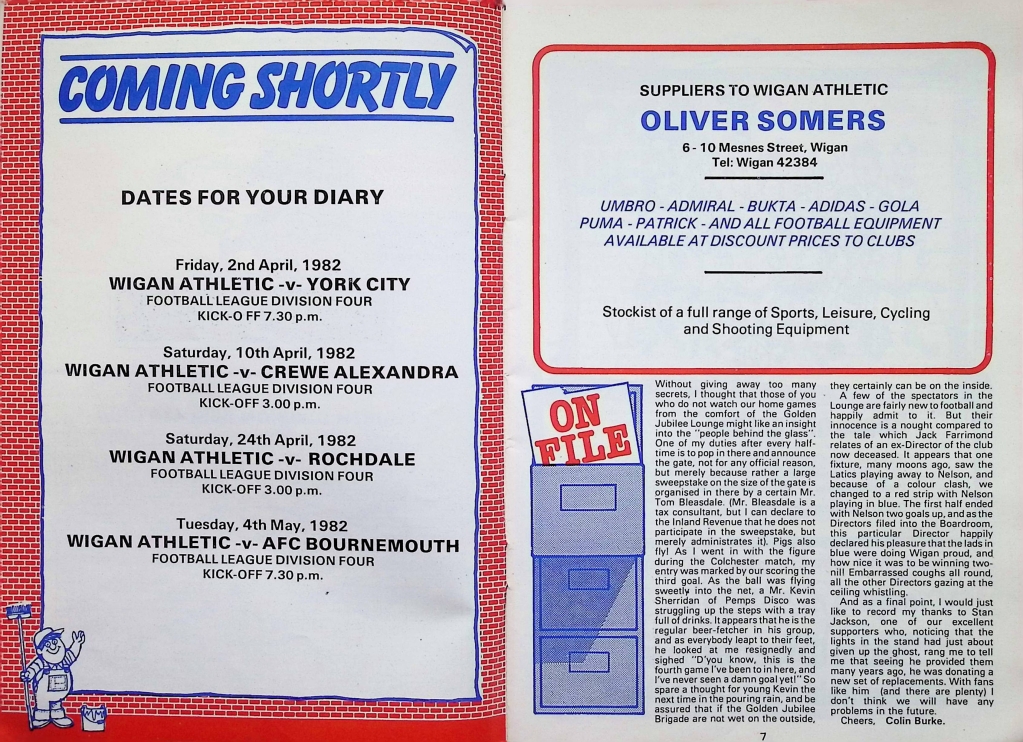 COMING SHORTLY
DATES FOR YOUR DIARY
Friday, 2nd April, 1982
WIGAN ATHLETIC -v- YORK CITY
FOOTBALL LEAGUE DIVISION FOUR
KICK-O FF 7.30 p.m.
Saturday, 10th April, 1982
WIGAN ATHLETIC -v- CREWE ALEXANDRA
FOOTBALL LEAGUE DIVISION FOUR
KICK-OFF 3.00 p.m.
Saturday, 24th April, 1982
WIGAN ATHLETIC -v- ROCHDALE
FOOTBALL LEAGUE DIVISION FOUR
KICK-OFF 3.00 p.m.
Tuesday, 4th May, 1982
WIGAN ATHLETIC -v- AFC BOURNEMOUTH
FOOTBALL LEAGUE DIVISION FOUR
KICK-OFF 7.30 p.m.
SUPPLIERS TO WIGAN ATHLETIC
OLIVER SOMERS
6 - 10 Mesnes Street, Wigan
Tel: Wigan 42384
UMBRO - ADMIRAL - BUKTA - ADIDAS - GOLA
PUMA - PATRICK - AND ALL FOOTBALL EQUIPMENT
AVAILABLE AT DISCOUNT PRICES TO CLUBS
Stockist of a full range of Sports, Leisure, Cycling
and Shooting Equipment
ON
FILE
Without giving away too many
secrets, I thought that those of you
who do not watch our home games
from the comfort of the Golden
Jubilee Lounge might like an insight
into the "people behind the glass".
One of my duties after every half-
time is to pop in there and announce
the gate, not for any official reason,
but merely because rather a large
sweepstake on the size of the gate is
organised in there by a certain Mr.
Tom Bleasdale. (Mr. Bleasdale is a
tax consultant, but I can declare to
the Inland Revenue that he does not
participate in the sweepstake, but
merely administrates it). Pigs also
fly! As I went in with the figure
during the Colchester match, my
entry was marked by our scoring the
third goal. As the ball was flying
sweetly into the net, a Mr. Kevin
Sherridan of Pemps Disco was
struggling up the steps with a tray
full of drinks. It appears that he is the
regular beer-fetcher in his group,
and as everybody leapt to their feet,
he looked at me resignedly and
sighed "D'you know, this is the
fourth game I've been to in here, and
I've never seen a damn goal yet!" So
spare a thought for young Kevin the
next time in the pouring rain, and be
assured that if the Golden Jubilee
Brigade are not wet on the outside,
they certainly can be on the inside.
A few of the spectators in the
Lounge are fairly new to football and
happily admit to it. But their
innocence is a nought compared to
the tale which Jack Farrimond
relates of an ex-Director of the club
now deceased. It appears that one
fixture, many moons ago, saw the
Latics playing away to Nelson, and
because of a colour clash, we
changed to a red strip with Nelson
playing in blue. The first half ended
with Nelson two goals up, and as the
Directors filed into the Boardroom,
this particular Director happily
declared his pleasure that the lads in
blue were doing Wigan proud, and
how nice it was to be winning two-
nil! Embarrassed coughs all round,
all the other Directors gazing at the
ceiling whistling.
And as a final point, I would just
like to record my thanks to Stan
Jackson, one of our excellent
supporters who, noticing that the
lights in the stand had just about
given up the ghost, rang me to tell
me that seeing he provided them
many years ago, he was donating a
new set of replacements. With fans
like him (and there are plenty) I
don't think we will have any
problems in the future.
Cheers, Colin Burke.
7